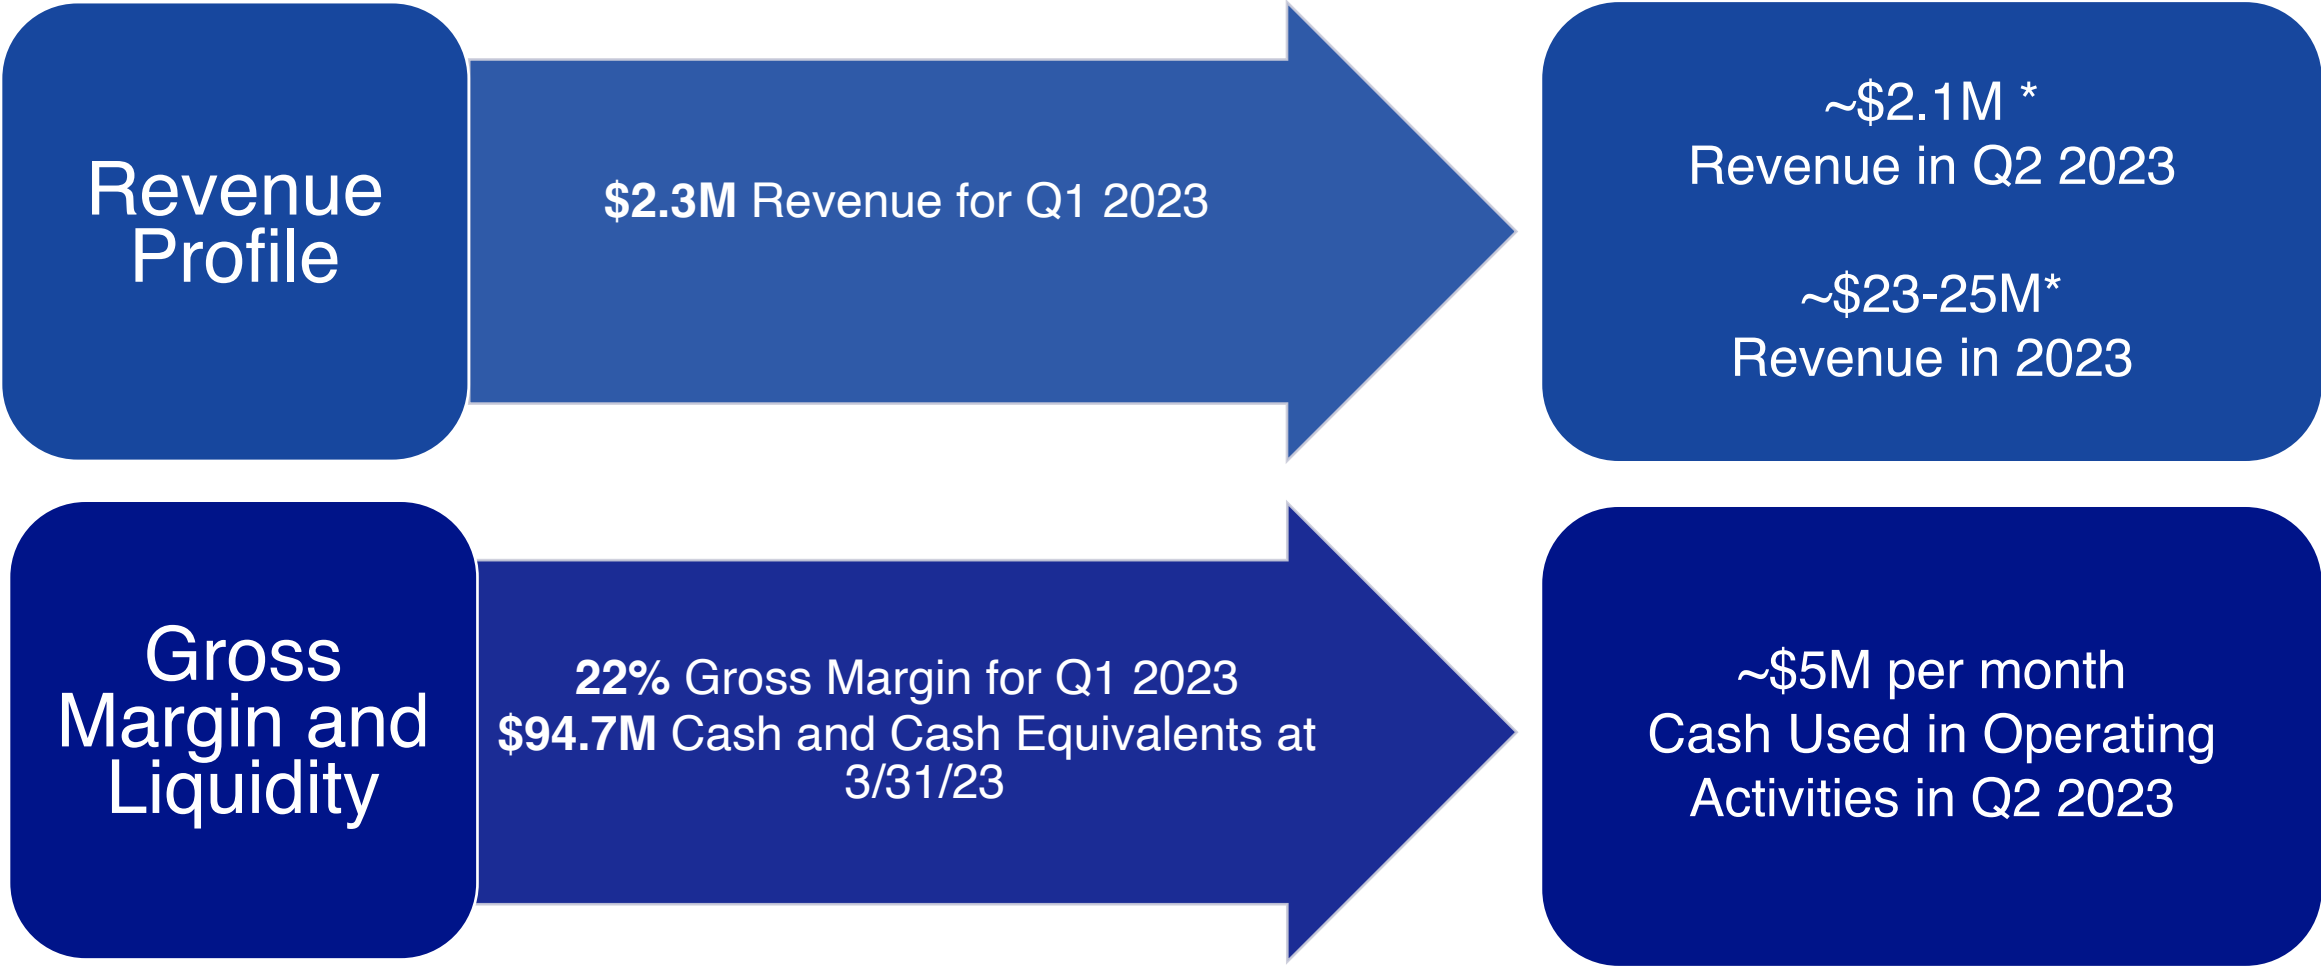 Revenue
Profile
$2.3M Revenue for Q1 2023
~$2.1M *
Revenue in Q2 2023
~$23-25M*
Revenue in 2023
Gross
Margin and
Liquidity
22% Gross Margin for Q1 2023
$94.7M Cash and Cash Equivalents at
3/31/23
~$5M per month
Cash Used in Operating
Activities in Q2 2023